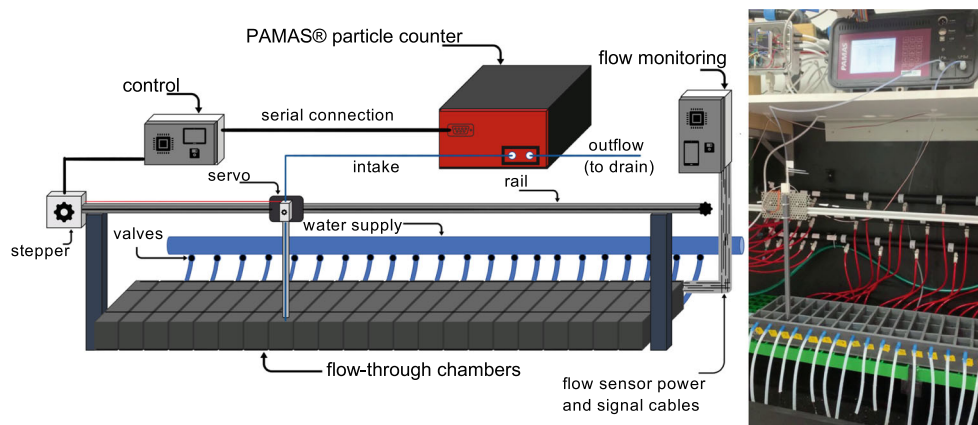 PAMAS® particle counter
flow monitoring
control
serial connection
intake
outflow
(to drain)
servo
rail
stepper
valves
water supply
flow-through chambers
flow sensor power
and signal cables
PAMAS